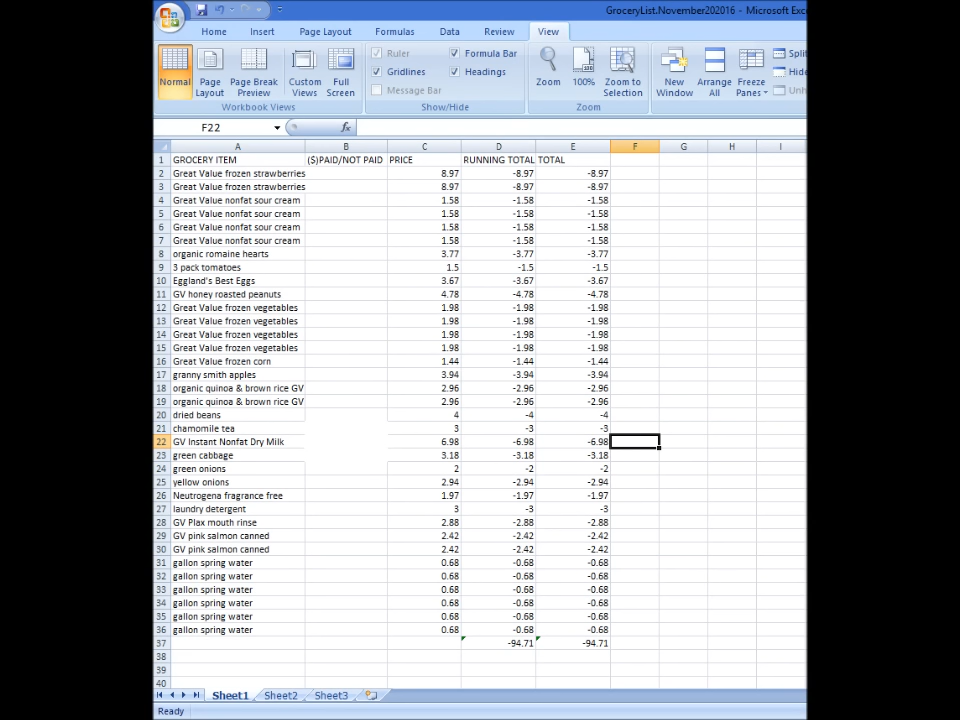 GroceryList.November202016 - Microsoft Exce
Home Insert Page Layout Formulas Data Review View
Normal Page Layout Page Break Preview Custom Views Full Screen
Workbook Views
Ruler Formula Bar
Gridlines Headings
Message Bar
Show/Hide
Zoom 100% Zoom to Selection
Zoom
New Window Arrange All Freeze Panes
Split
Hide
Unh
F22 fx
A B C D E F G H I
1 GROCERY ITEM ($)PAID/NOT PAID PRICE RUNNING TOTAL TOTAL
2 Great Value frozen strawberries 8.97 -8.97 -8.97
3 Great Value frozen strawberries 8.97 -8.97 -8.97
4 Great Value nonfat sour cream 1.58 -1.58 -1.58
5 Great Value nonfat sour cream 1.58 -1.58 -1.58
6 Great Value nonfat sour cream 1.58 -1.58 -1.58
7 Great Value nonfat sour cream 1.58 -1.58 -1.58
8 organic romaine hearts 3.77 -3.77 -3.77
9 3 pack tomatoes 1.5 -1.5 -1.5
10 Eggland's Best Eggs 3.67 -3.67 -3.67
11 GV honey roasted peanuts 4.78 -4.78 -4.78
12 Great Value frozen vegetables 1.98 -1.98 -1.98
13 Great Value frozen vegetables 1.98 -1.98 -1.98
14 Great Value frozen vegetables 1.98 -1.98 -1.98
15 Great Value frozen vegetables 1.98 -1.98 -1.98
16 Great Value frozen corn 1.44 -1.44 -1.44
17 granny smith apples 3.94 -3.94 -3.94
18 organic quinoa & brown rice GV 2.96 -2.96 -2.96
19 organic quinoa & brown rice GV 2.96 -2.96 -2.96
20 dried beans 4 -4 -4
21 chamomile tea 3 -3 -3
22 GV Instant Nonfat Dry Milk 6.98 -6.98 -6.98
23 green cabbage 3.18 -3.18 -3.18
24 green onions 2 -2 -2
25 yellow onions 2.94 -2.94 -2.94
26 Neutrogena fragrance free 1.97 -1.97 -1.97
27 laundry detergent 3 -3 -3
28 GV Plax mouth rinse 2.88 -2.88 -2.88
29 GV pink salmon canned 2.42 -2.42 -2.42
30 GV pink salmon canned 2.42 -2.42 -2.42
31 gallon spring water 0.68 -0.68 -0.68
32 gallon spring water 0.68 -0.68 -0.68
33 gallon spring water 0.68 -0.68 -0.68
34 gallon spring water 0.68 -0.68 -0.68
35 gallon spring water 0.68 -0.68 -0.68
36 gallon spring water 0.68 -0.68 -0.68
37 -94.71 -94.71
38
39
40
Sheet1 Sheet2 Sheet3
Ready